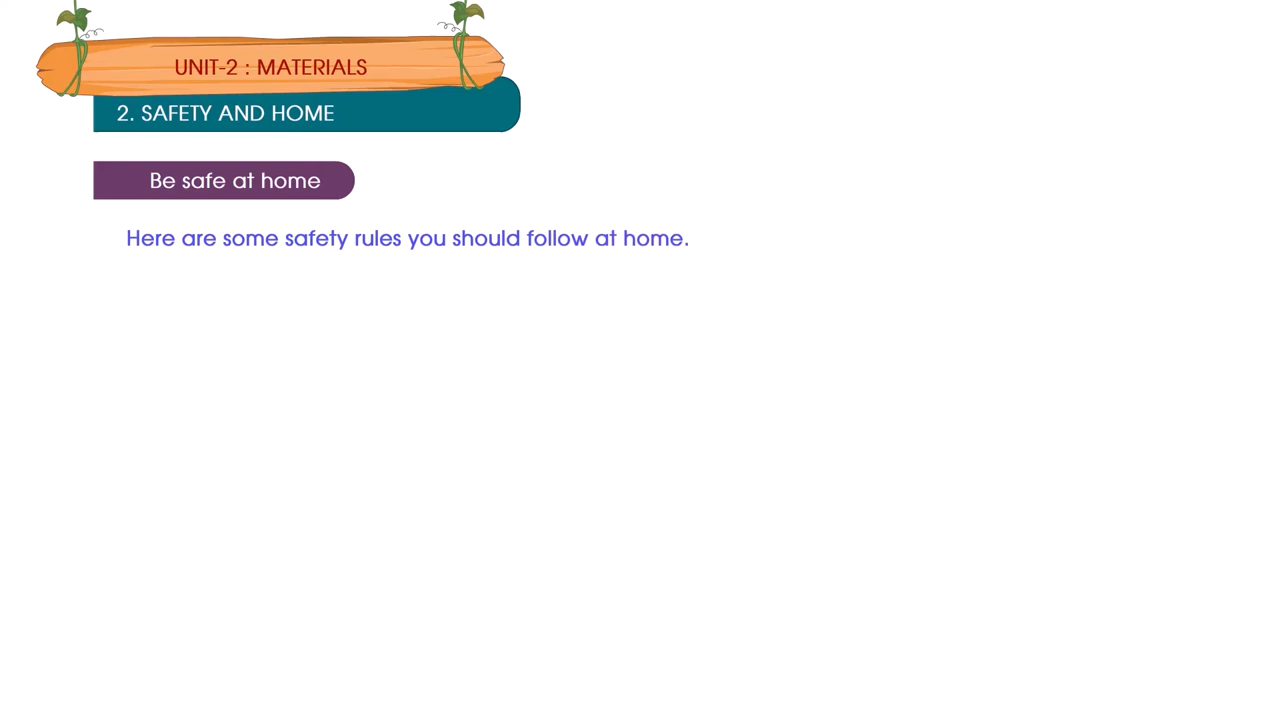 UNIT-2 : MATERIALS
2. SAFETY AND HOME
Be safe at home
Here are some safety rules you should follow at home.